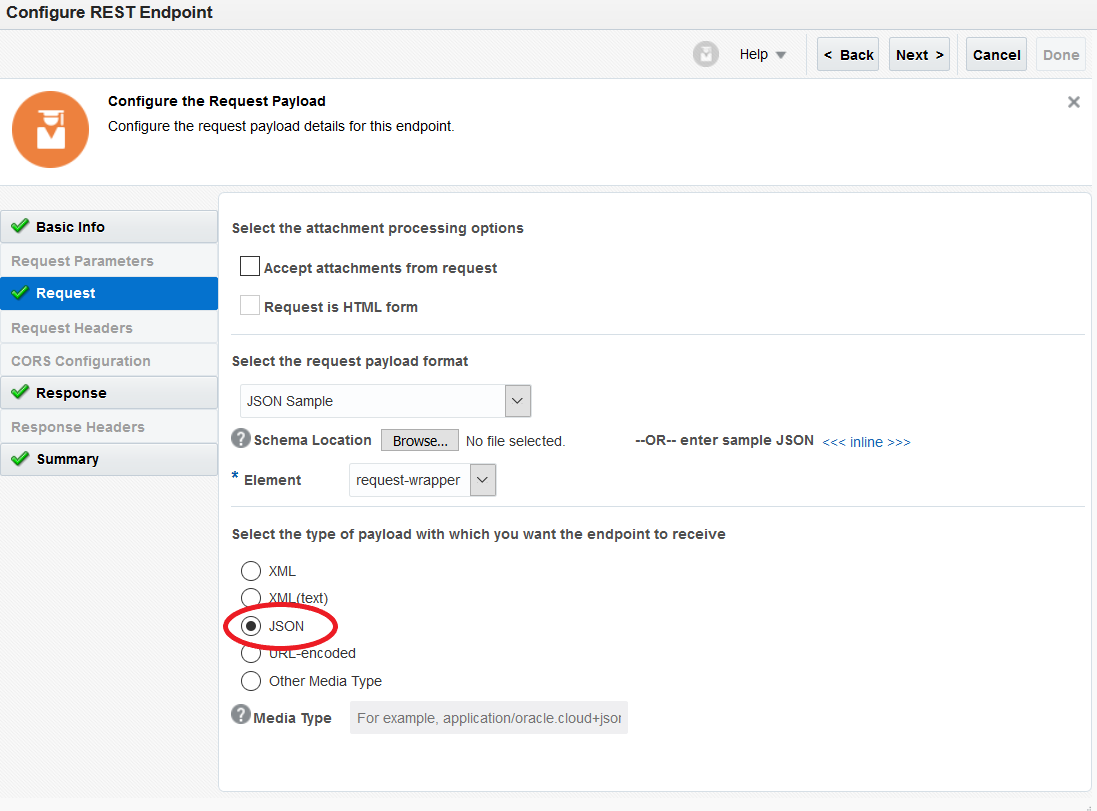 Configure REST Endpoint
Help
< Back
Next >
Cancel
Done
Configure the Request Payload
Configure the request payload details for this endpoint.
Basic Info
Request Parameters
Request
Request Headers
CORS Configuration
Response
Response Headers
Summary
Select the attachment processing options
Accept attachments from request
Request is HTML form
Select the request payload format
JSON Sample
? Schema Location Browse... No file selected. --OR-- enter sample JSON <<< inline >>>
* Element request-wrapper
Select the type of payload with which you want the endpoint to receive
XML
XML(text)
JSON
URL-encoded
Other Media Type
? Media Type For example, application/oracle.cloud+json